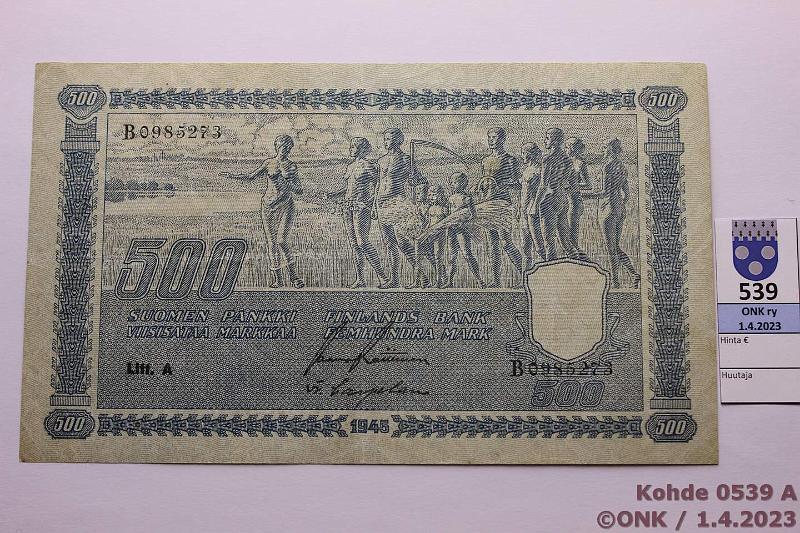 500 500
B0985273
500
SUOMEN PANKKI FINLANDS BANK
VIISISATAA MARKKAA FEMHUNDRA MARK
Litt. A
B0985273
500
500 1945 500
539
ONK ry
1.4.2023
Hinta €
Huutaja
Kohde 0539 A
©ONK / 1.4.2023